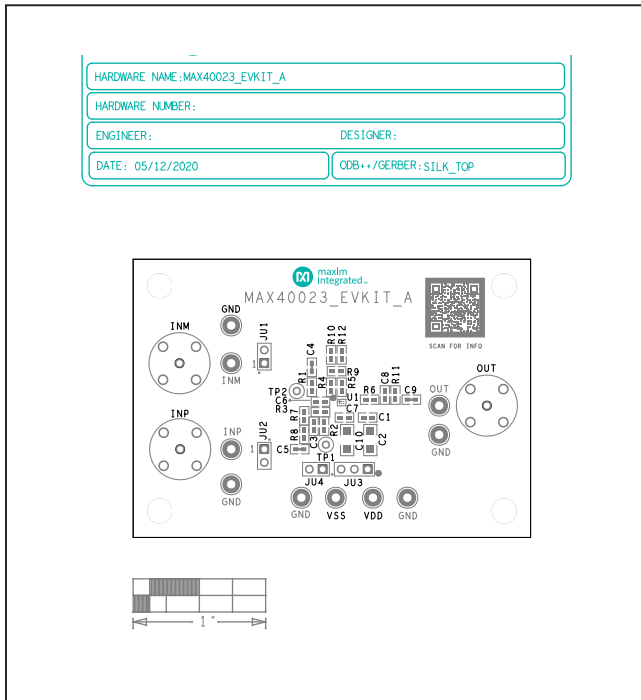 HARDWARE NAME:MAX40023_EVKIT_A
HARDWARE NUMBER:
ENGINEER: DESIGNER:
DATE: 05/12/2020 ODB++/GERBER: SILK_TOP
maxim
integrated™
MAX40023_EVKIT_A
SCAN FOR INFO
GND
INM
JU1
1
INM
R10
R12
C4
R9
R1
R4
R5
TP2
C6
R3
U1
R6
C8
R11
C9
OUT
OUT
INP
INP
JU2
1
R7
R8
C3
R2
C7
C1
C10
C2
C5
TP1
GND
GND
JU4
JU3
GND
VSS
VDD
GND
1"